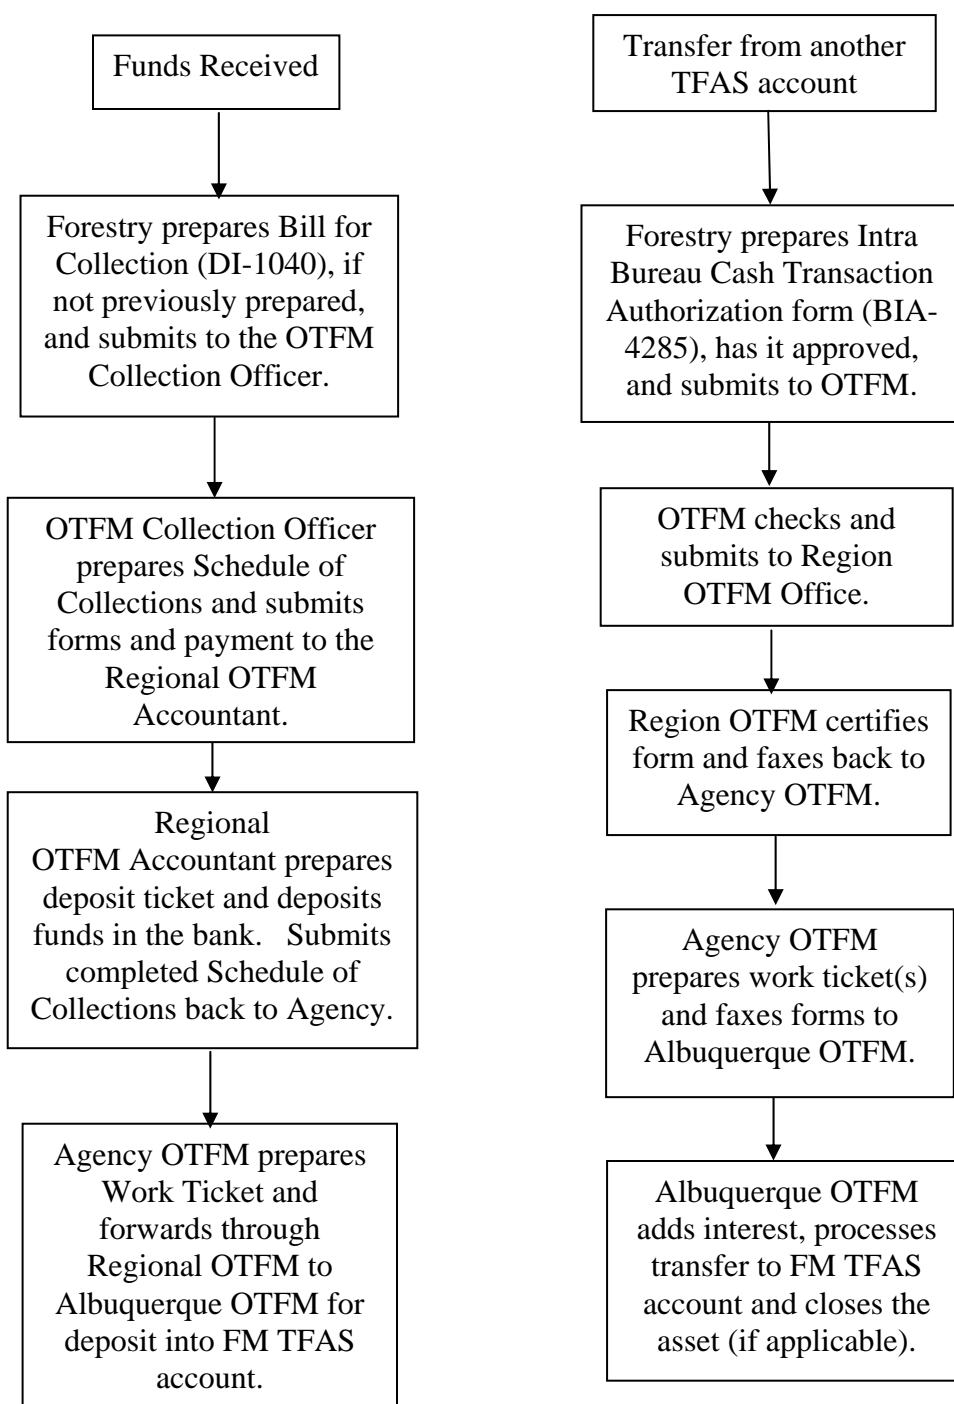 Funds Received
Forestry prepares Bill for
Collection (DI-1040), if
not previously prepared,
and submits to the OTFM
Collection Officer.
OTFM Collection Officer
prepares Schedule of
Collections and submits
forms and payment to the
Regional OTFM
Accountant.
Regional
OTFM Accountant prepares
deposit ticket and deposits
funds in the bank.   Submits
completed Schedule of
Collections back to Agency.
Agency OTFM prepares
Work Ticket and
forwards through
Regional OTFM to
Albuquerque OTFM for
deposit into FM TFAS
account.
Transfer from another
TFAS account
Forestry prepares Intra
Bureau Cash Transaction
Authorization form (BIA-
4285), has it approved,
and submits to OTFM.
OTFM checks and
submits to Region
OTFM Office.
Region OTFM certifies
form and faxes back to
Agency OTFM.
Agency OTFM
prepares work ticket(s)
and faxes forms to
Albuquerque OTFM.
Albuquerque OTFM
adds interest, processes
transfer to FM TFAS
account and closes the
asset (if applicable).